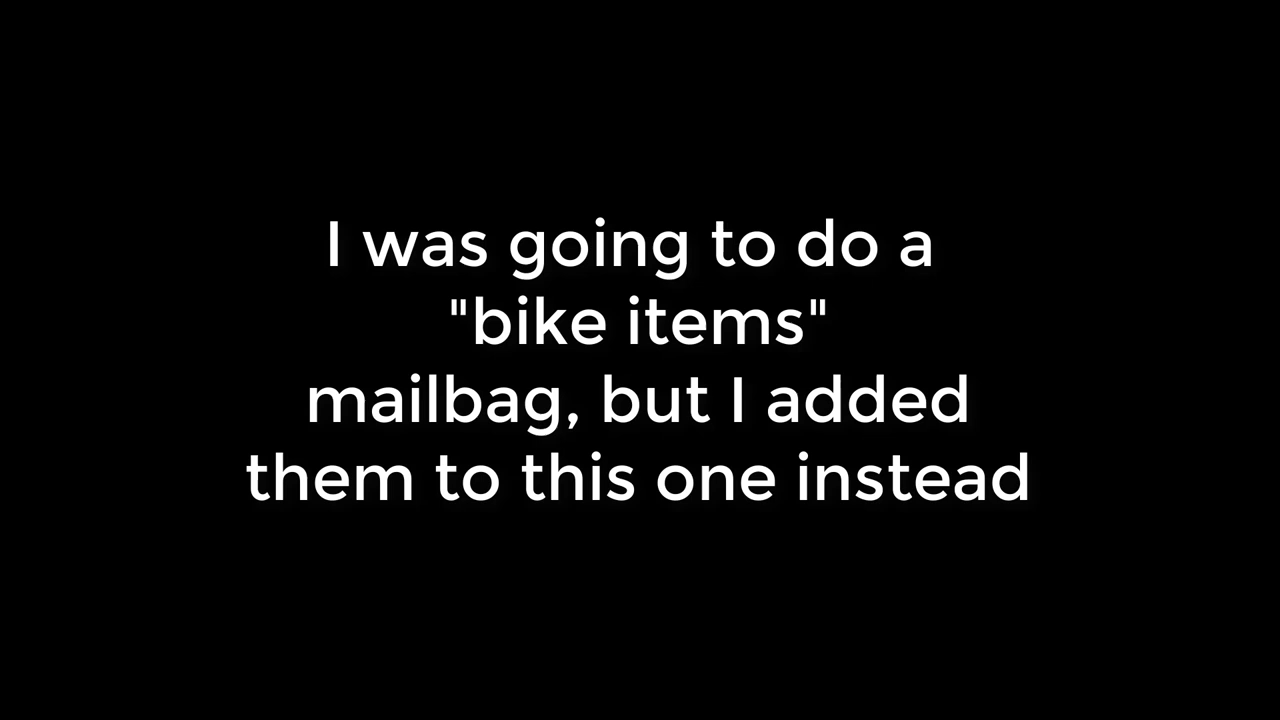 I was going to do a
"bike items"
mailbag, but I added
them to this one instead